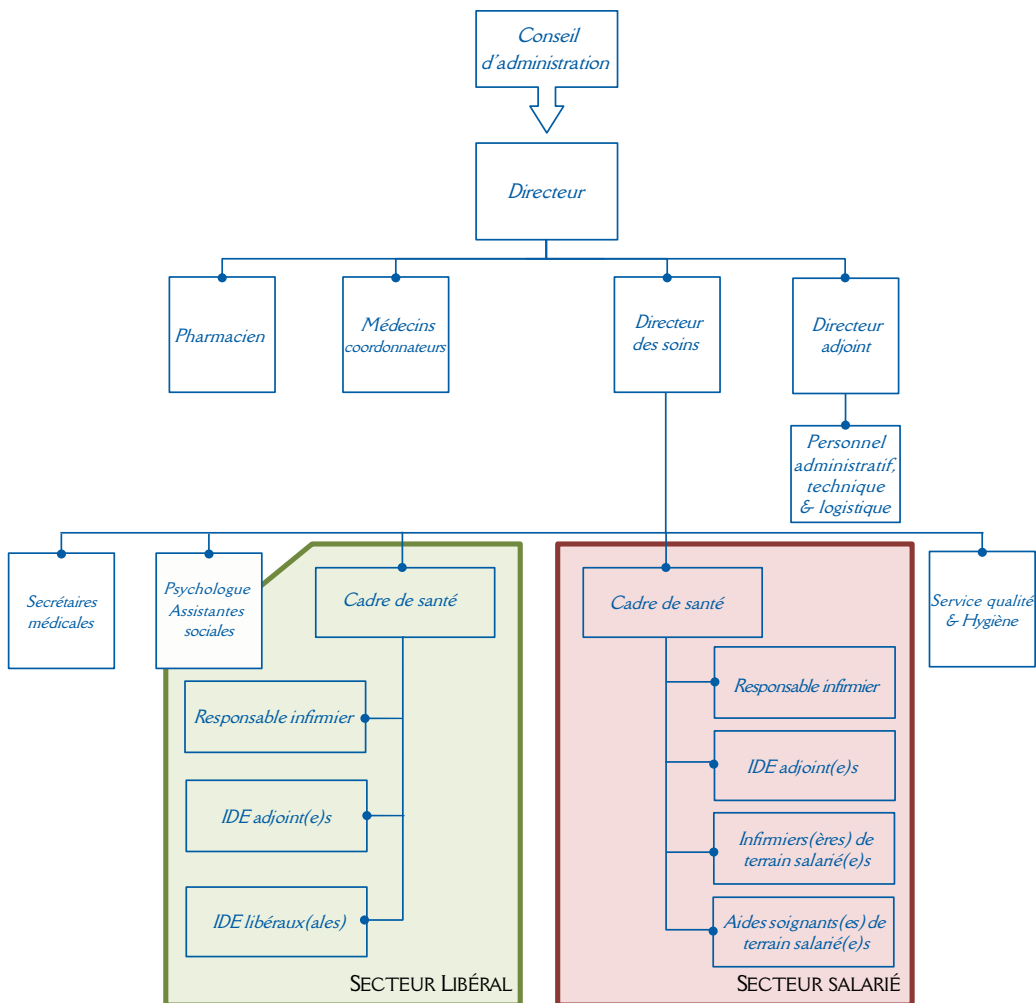 Conseil
d'administration
Directeur
Pharmacien
Médecins
coordonnateurs
Directeur
des soins
Directeur
adjoint
Personnel
administratif,
technique
& logistique
Secrétaires
médicales
Psychologue
Assistantes
sociales
Cadre de santé
Cadre de santé
Service qualité
& Hygiène
Responsable infirmier
IDE adjoint(e)s
IDE libéraux(ales)
SECTEUR LIBÉRAL
Responsable infirmier
IDE adjoint(e)s
Infirmiers(ères) de
terrain salarié(e)s
Aides soignants(es) de
terrain salarié(e)s
SECTEUR SALARIÉ